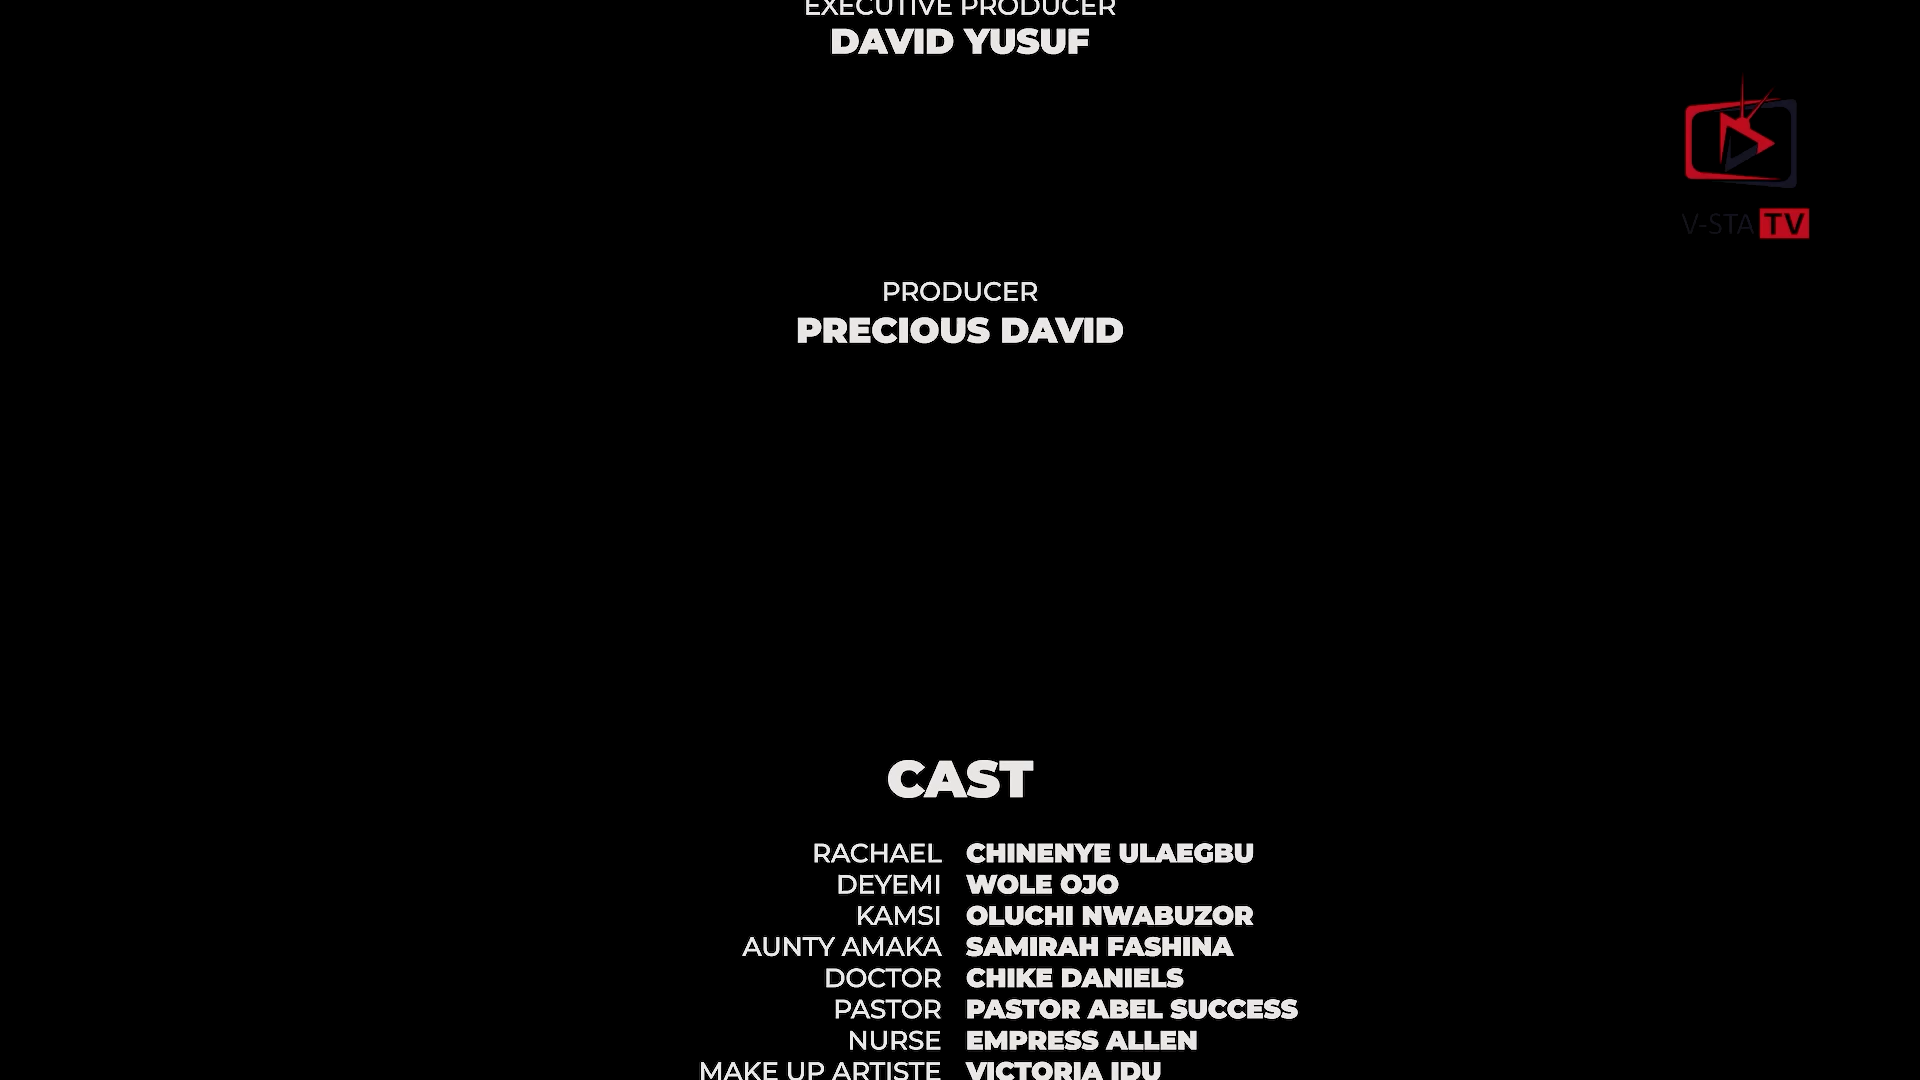 EXECUTIVE PRODUCER
DAVID YUSUF
V-STA TV
PRODUCER
PRECIOUS DAVID
CAST
RACHAEL CHINENYE ULAEGBU
DEYEMI WOLE OJO
KAMSI OLUCHI NWABUZOR
AUNTY AMAKA SAMIRAH FASHINA
DOCTOR CHIKE DANIELS
PASTOR PASTOR ABEL SUCCESS
NURSE EMPRESS ALLEN
MAKE UP ARTISTE VICTORIA IDU